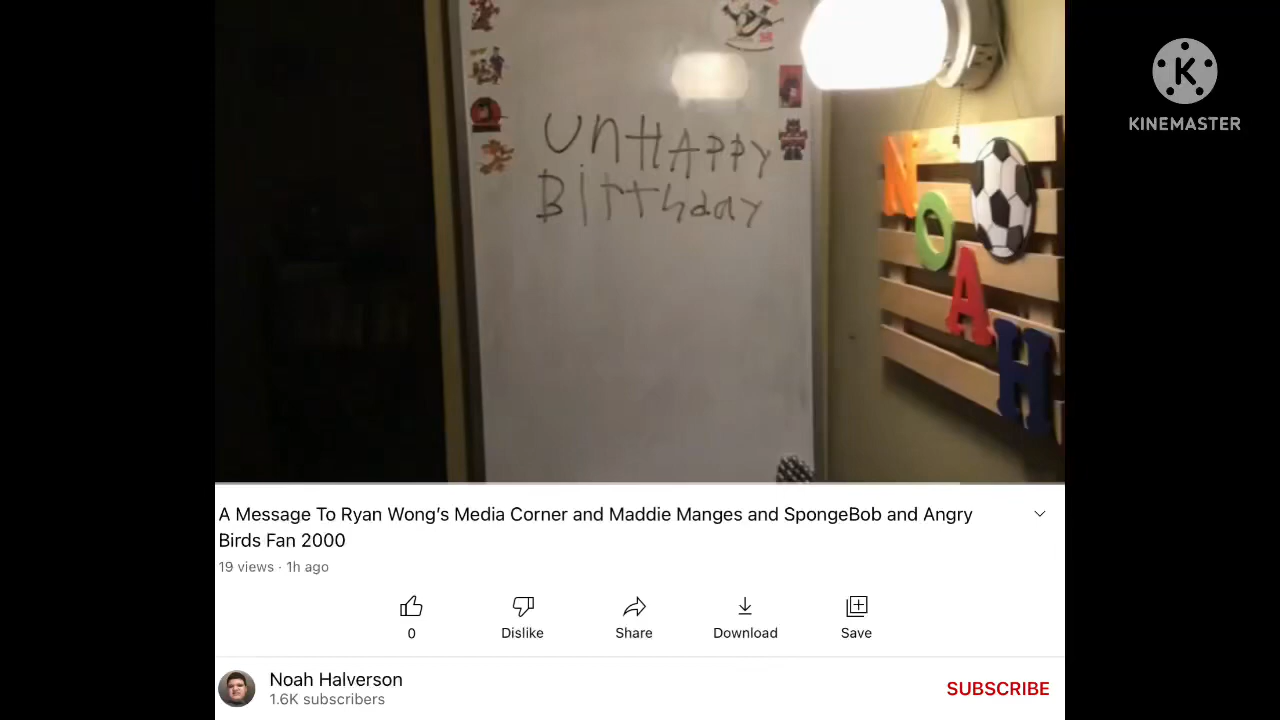 KINEMASTER
UnHAPPY
Birthday
NOAH
A Message To Ryan Wong's Media Corner and Maddie Manges and SpongeBob and Angry
Birds Fan 2000
19 views · 1h ago
0
Dislike
Share
Download
Save
Noah Halverson
1.6K subscribers
SUBSCRIBE